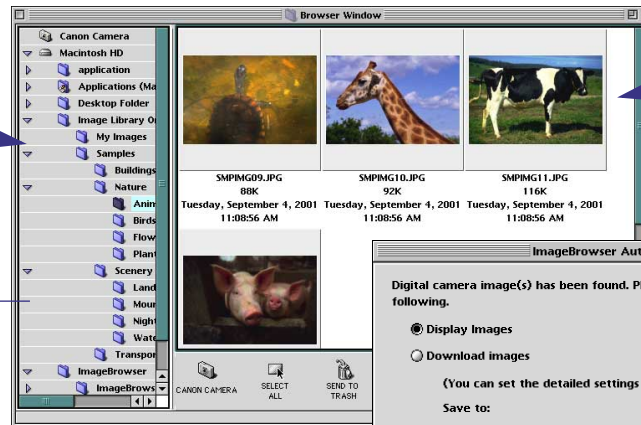 Browser Window
Canon Camera
Macintosh HD
application
Applications (Ma
Desktop Folder
Image Library O
My Images
Samples
Buildings
Nature
Anim
Birds
Flow
Plant
Scenery
Land
Mour
Night
Wate
Transpor
ImageBrowser
ImageBrows
SMPIMG09.JPG
88K
Tuesday, September 4, 2001
11:08:56 AM
SMPIMG10.JPG
92K
Tuesday, September 4, 2001
11:08:56 AM
SMPIMG11.JPG
116K
Tuesday, September 4, 2001
11:08:56 AM
CANON CAMERA
SELECT
ALL
SEND TO
TRASH
ImageBrowser Aut
Digital camera image(s) has been found. Pl
following.
Display Images
Download images
(You can set the detailed settings
Save to: